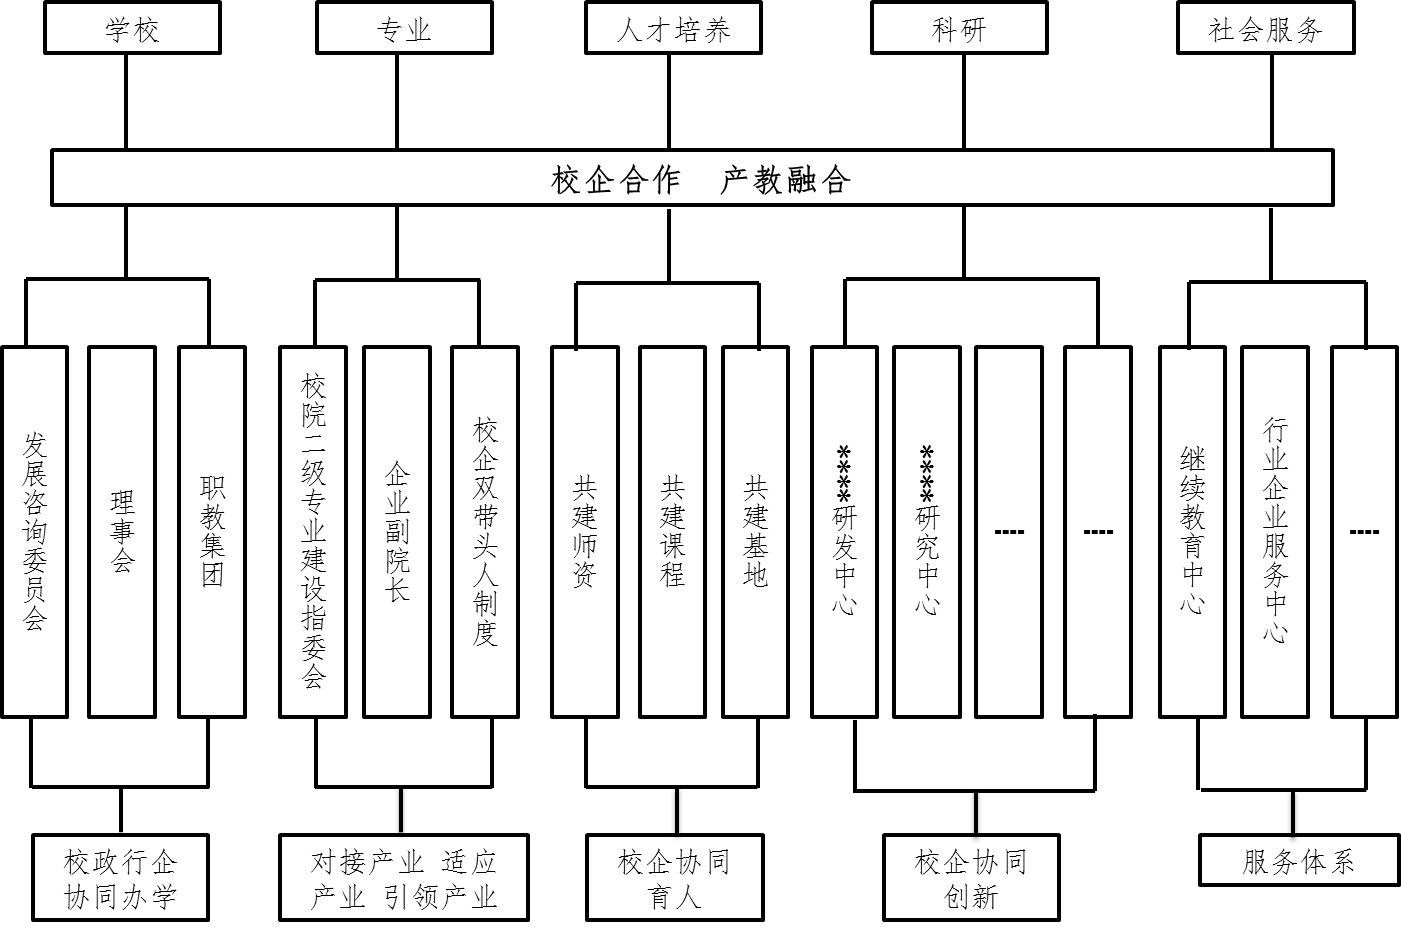 学校
专业
人才培养
科研
社会服务
校企合作 产教融合
发展咨询委员会
理事会
职教集团
校院二级专业建设指委会
企业副院长
校企双带头人制度
共建师资
共建课程
共建基地
****研发中心
****研究中心
----
----
继续教育中心
行业企业服务中心
----
校政行企
协同办学
对接产业 适应
产业 引领产业
校企协同
育人
校企协同
创新
服务体系